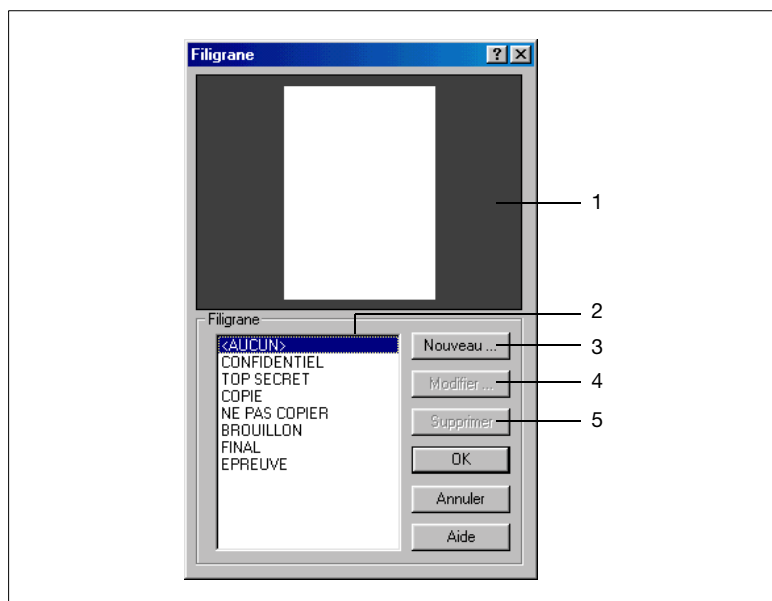 Filigrane
1
2
Filigrane
<AUCUN>
CONFIDENTIEL
TOP SECRET
COPIE
NE PAS COPIER
BROUILLON
FINAL
EPREUVE
Nouveau ...
3
Modifier ...
4
Supprimer
5
OK
Annuler
Aide